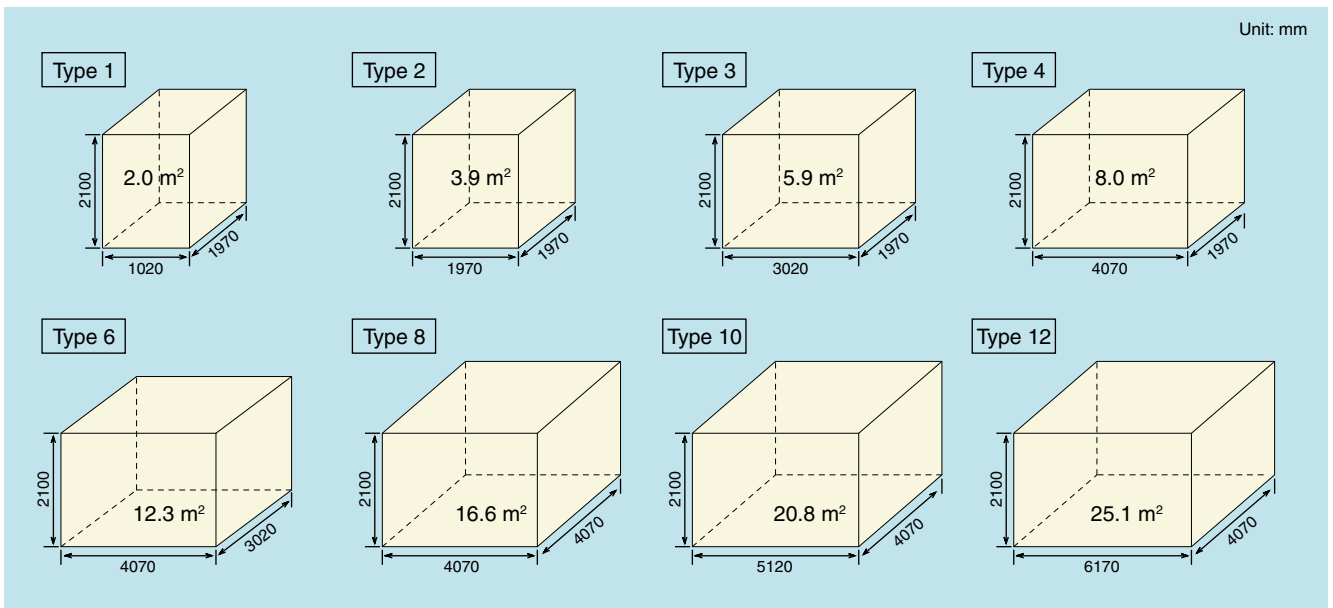 Unit: mm
Type 1
2100
2.0 m²
1020
1970
Type 2
2100
3.9 m²
1970
1970
Type 3
2100
5.9 m²
3020
1970
Type 4
2100
8.0 m²
4070
1970
Type 6
2100
12.3 m²
4070
3020
Type 8
2100
16.6 m²
4070
4070
Type 10
2100
20.8 m²
5120
4070
Type 12
2100
25.1 m²
6170
4070